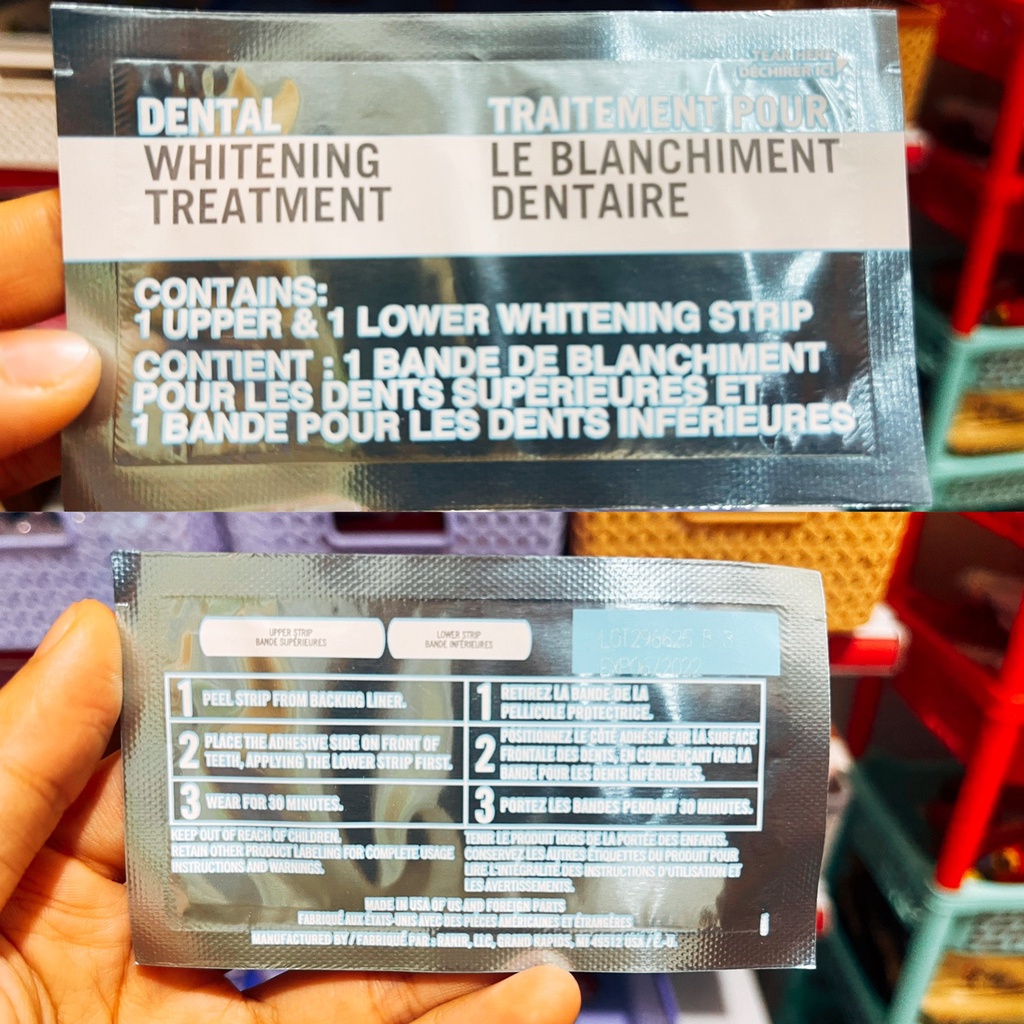 TEAR HERE
DÉCHIRER ICI
DENTAL
WHITENING
TREATMENT
TRAITEMENT POUR
LE BLANCHIMENT
DENTAIRE
CONTAINS:
1 UPPER & 1 LOWER WHITENING STRIP
CONTIENT : 1 BANDE DE BLANCHIMENT
POUR LES DENTS SUPÉRIEURES ET
1 BANDE POUR LES DENTS INFÉRIEURES
UPPER STRIP
BANDE SUPÉRIEURES
LOWER STRIP
BANDE INFÉRIEURES
EXP06/2022
1 PEEL STRIP FROM BACKING LINER.
2 PLACE THE ADHESIVE SIDE ON FRONT OF
TEETH, APPLYING THE LOWER STRIP FIRST.
3 WEAR FOR 30 MINUTES.
1 RETIREZ LA BANDE DE LA
PELLICULE PROTECTRICE.
2 POSITIONNEZ LE CÔTÉ ADHÉSIF SUR LA SURFACE
FRONTALE DES DENTS, EN COMMENÇANT PAR LA
BANDE POUR LES DENTS INFÉRIEURES.
3 PORTEZ LES BANDES PENDANT 30 MINUTES.
KEEP OUT OF REACH OF CHILDREN.
RETAIN OTHER PRODUCT LABELING FOR COMPLETE USAGE
INSTRUCTIONS AND WARNINGS.
TENIR LE PRODUIT HORS DE LA PORTÉE DES ENFANTS.
CONSERVEZ LES AUTRES ÉTIQUETTES DU PRODUIT POUR
LIRE L'INTÉGRALITÉ DES INSTRUCTIONS D'UTILISATION ET
LES AVERTISSEMENTS.
MADE IN USA OF US AND FOREIGN PARTS
FABRIQUÉ AUX ÉTATS-UNIS AVEC DES PIÈCES AMÉRICAINES ET ÉTRANGÈRES
MANUFACTURED BY / FABRIQUÉ PAR : RANIR, LLC, GRAND RAPIDS, MI 49512 USA / É.-U.